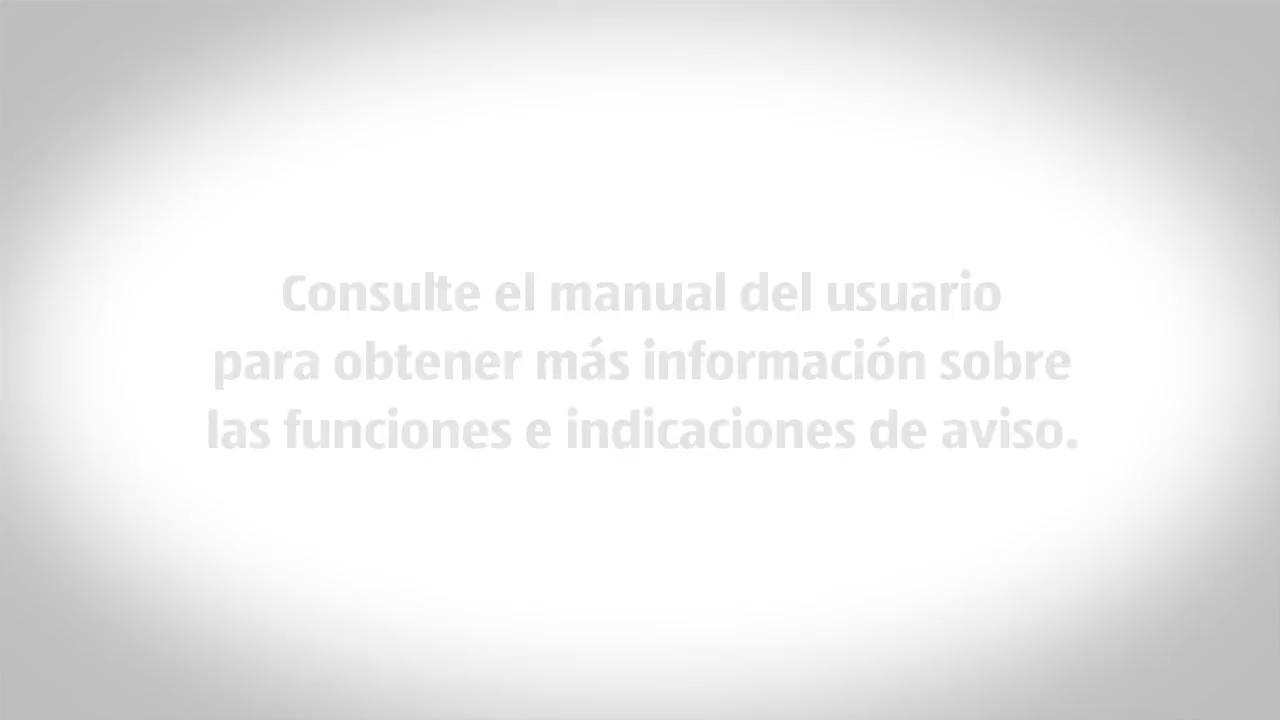 Consulte el manual del usuario
para obtener más información sobre
las funciones e indicaciones de aviso.